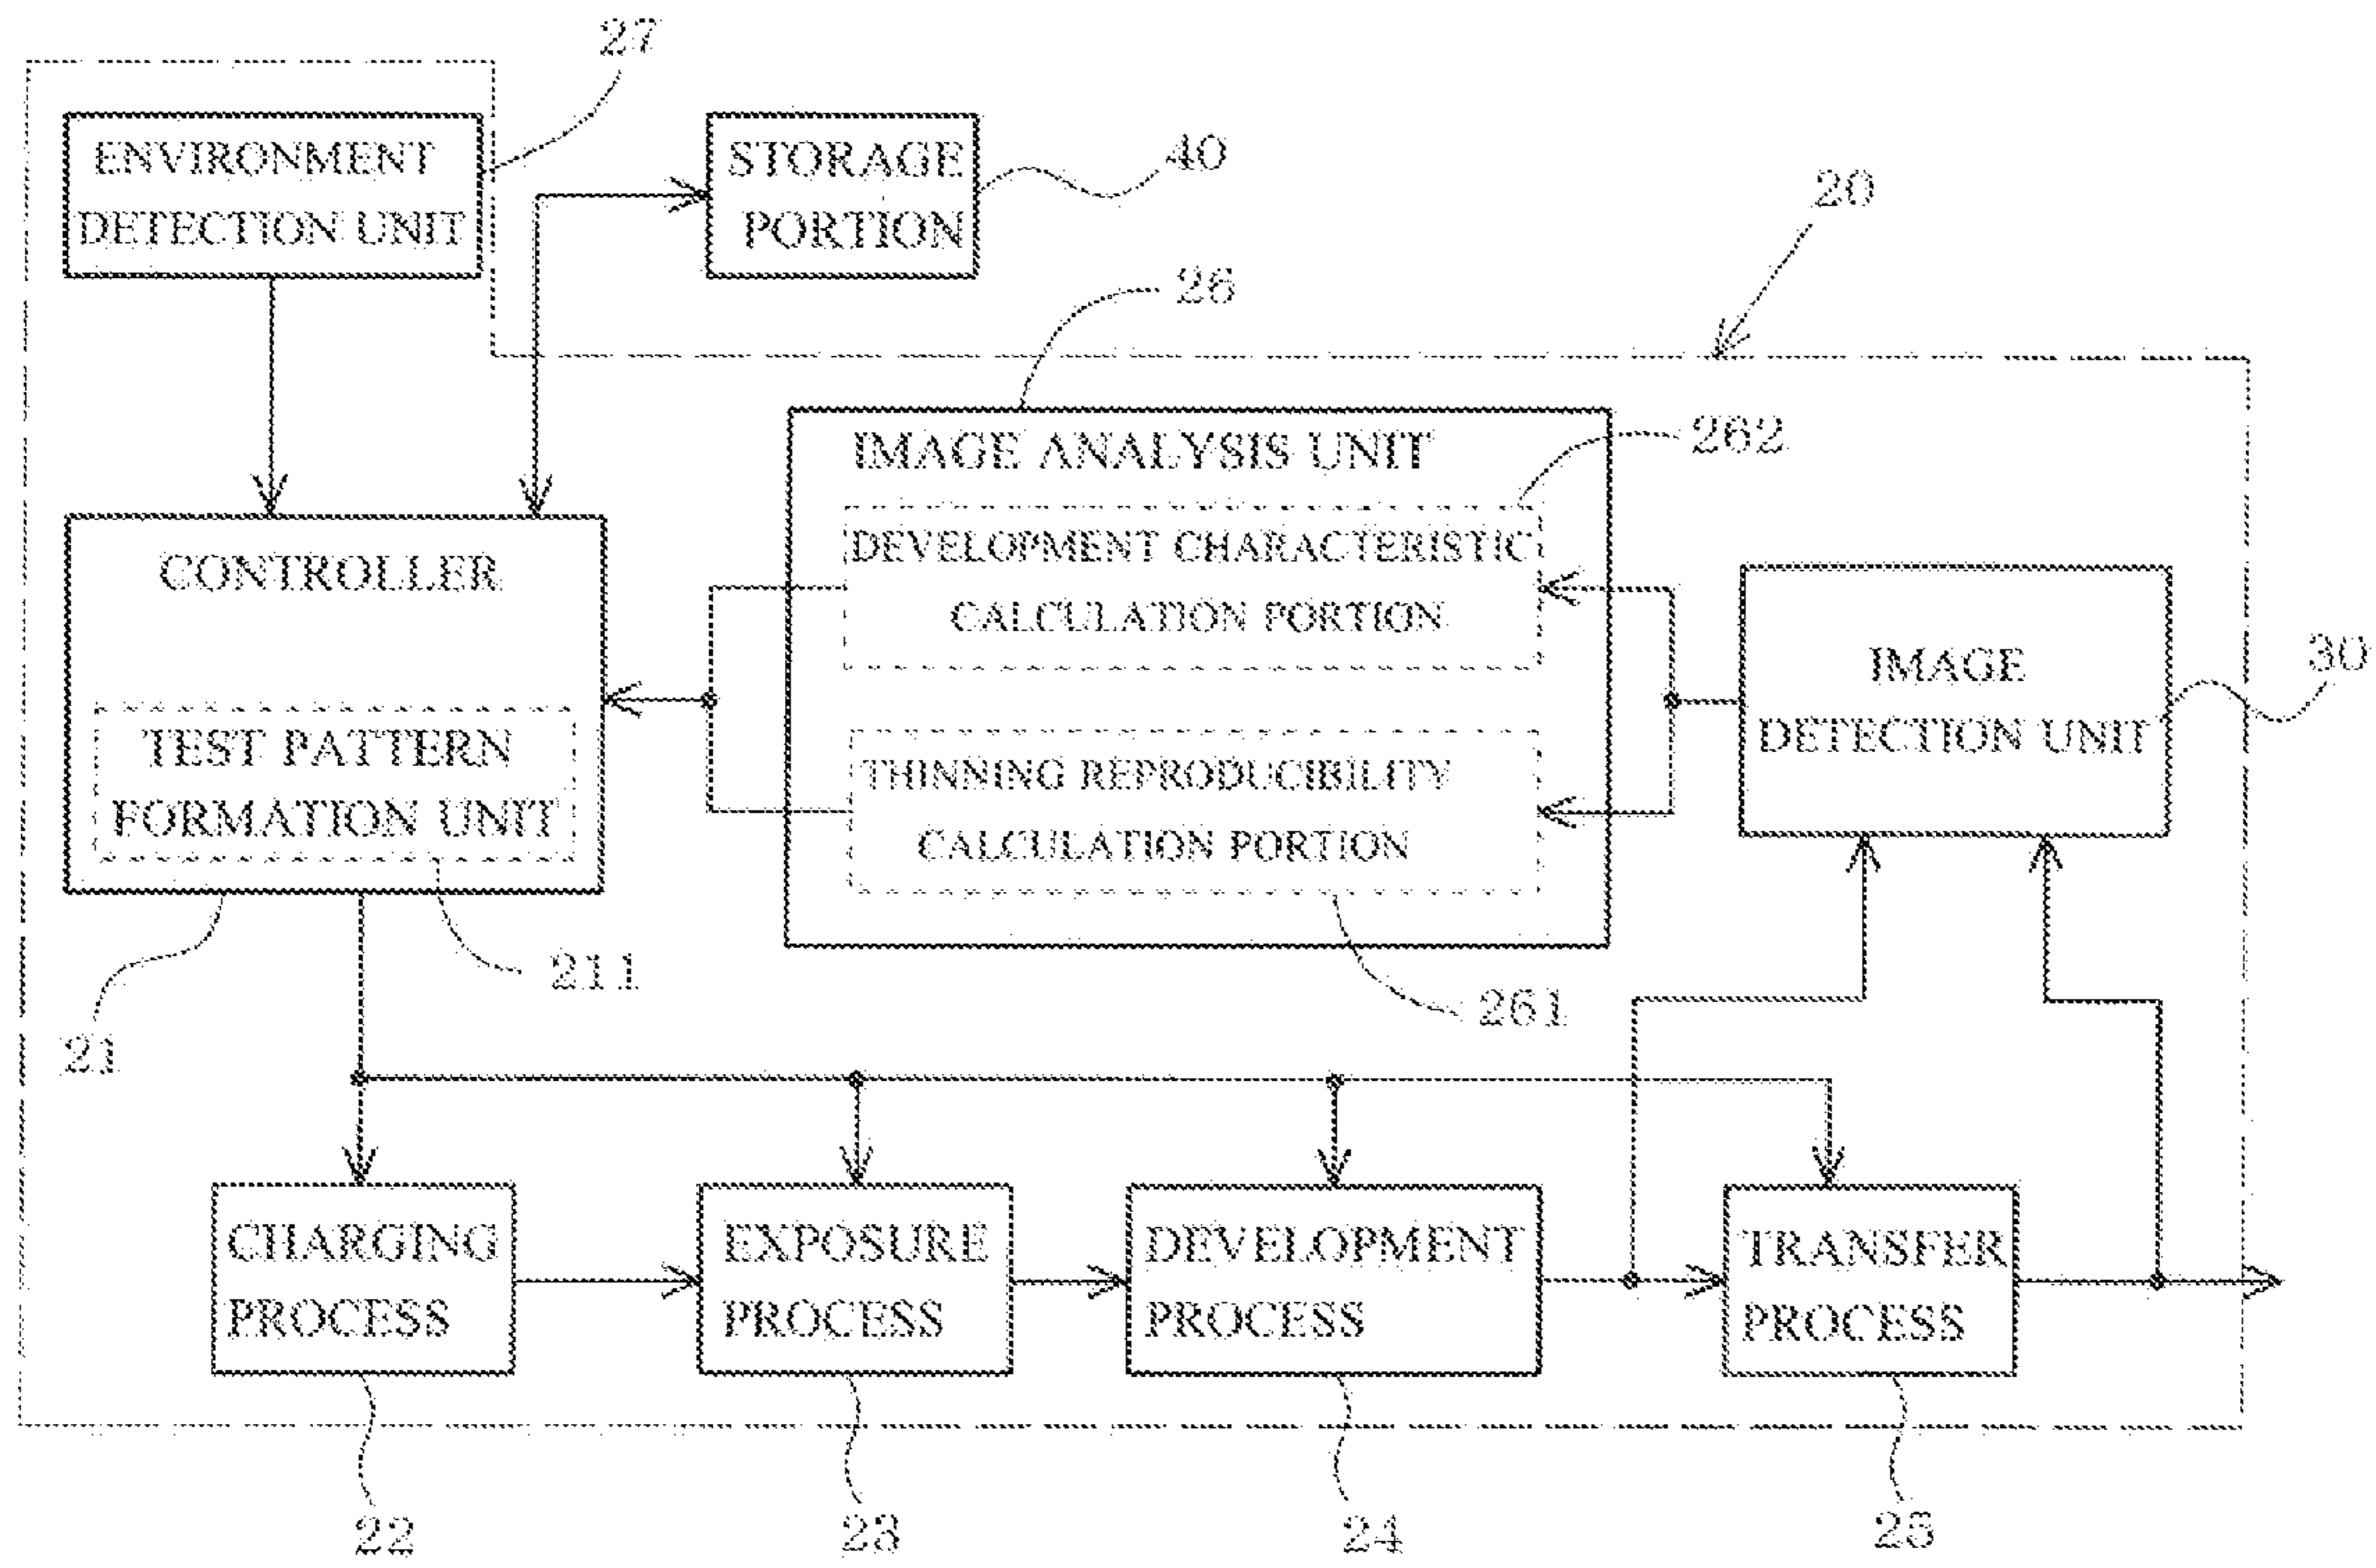 27
ENVIRONMENT
DETECTION UNIT
STORAGE
PORTION
40
20
26
IMAGE ANALYSIS UNIT
262
DEVELOPMENT CHARACTERISTIC
CALCULATION PORTION
CONTROLLER
IMAGE
DETECTION UNIT
30
TEST PATTERN
FORMATION UNIT
THINNING REPRODUCIBILITY
CALCULATION PORTION
211
261
21
CHARGING
PROCESS
EXPOSURE
PROCESS
DEVELOPMENT
PROCESS
TRANSFER
PROCESS
22
23
24
25